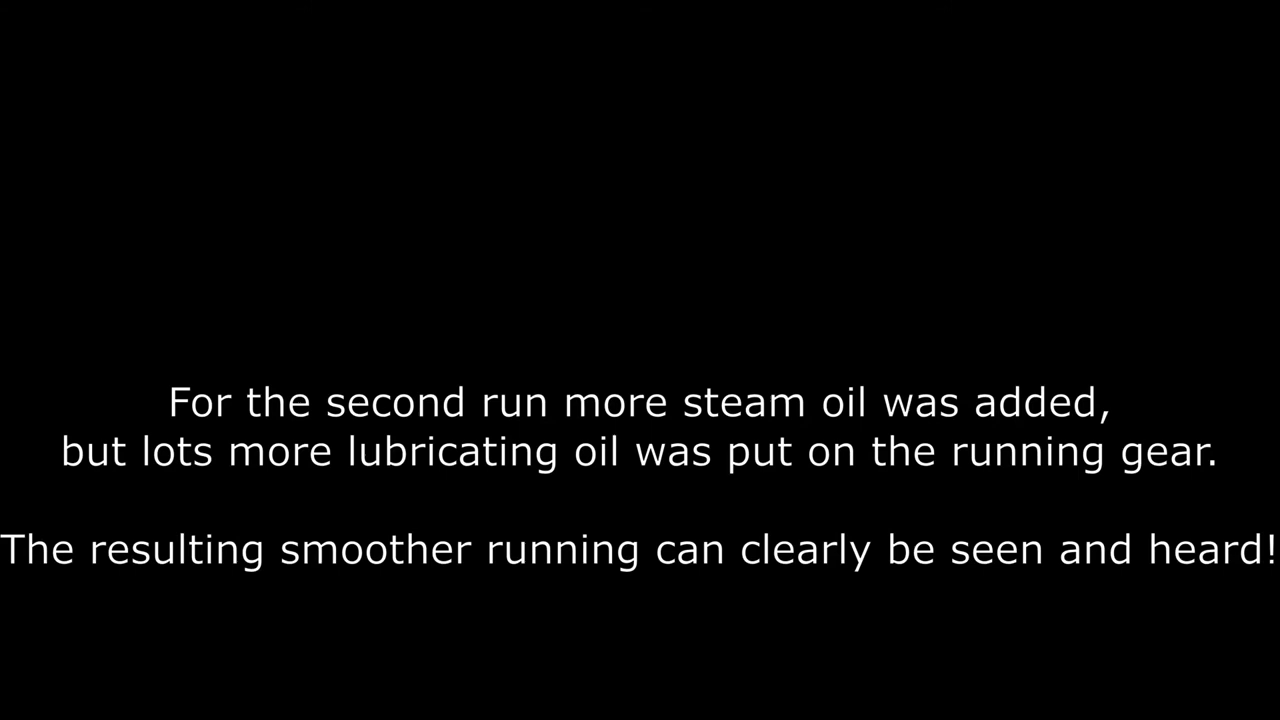 For the second run more steam oil was added,
but lots more lubricating oil was put on the running gear.
The resulting smoother running can clearly be seen and heard!